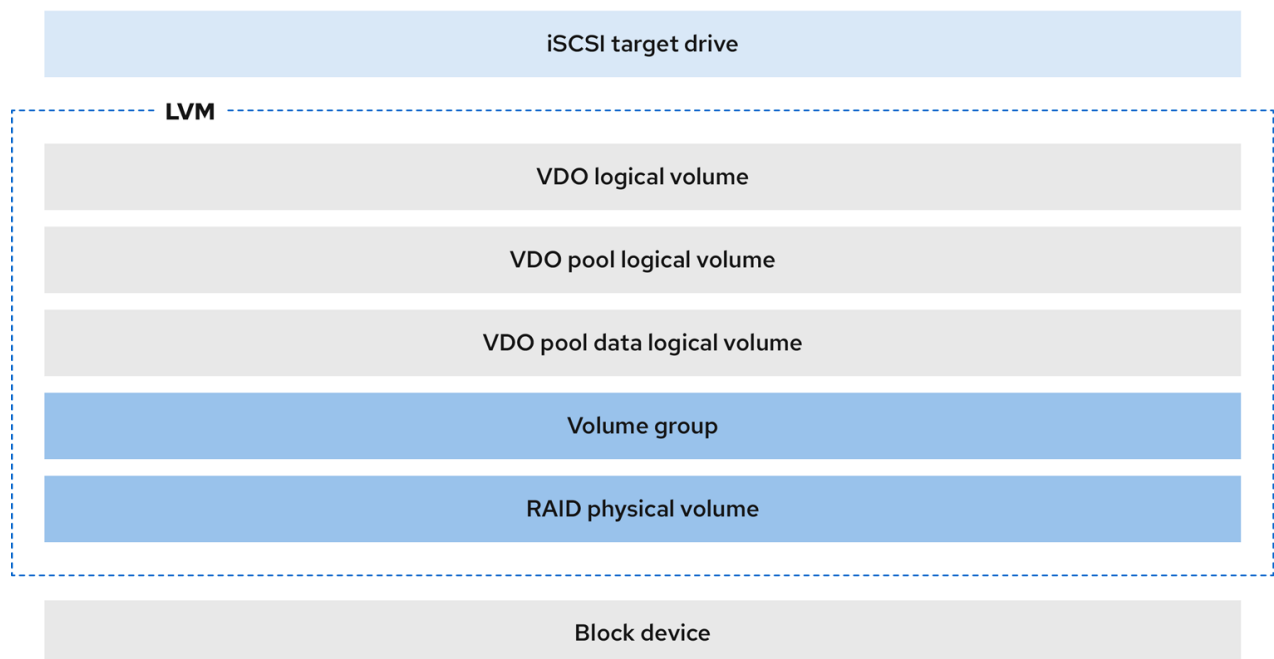 iSCSI target drive
LVM
VDO logical volume
VDO pool logical volume
VDO pool data logical volume
Volume group
RAID physical volume
Block device